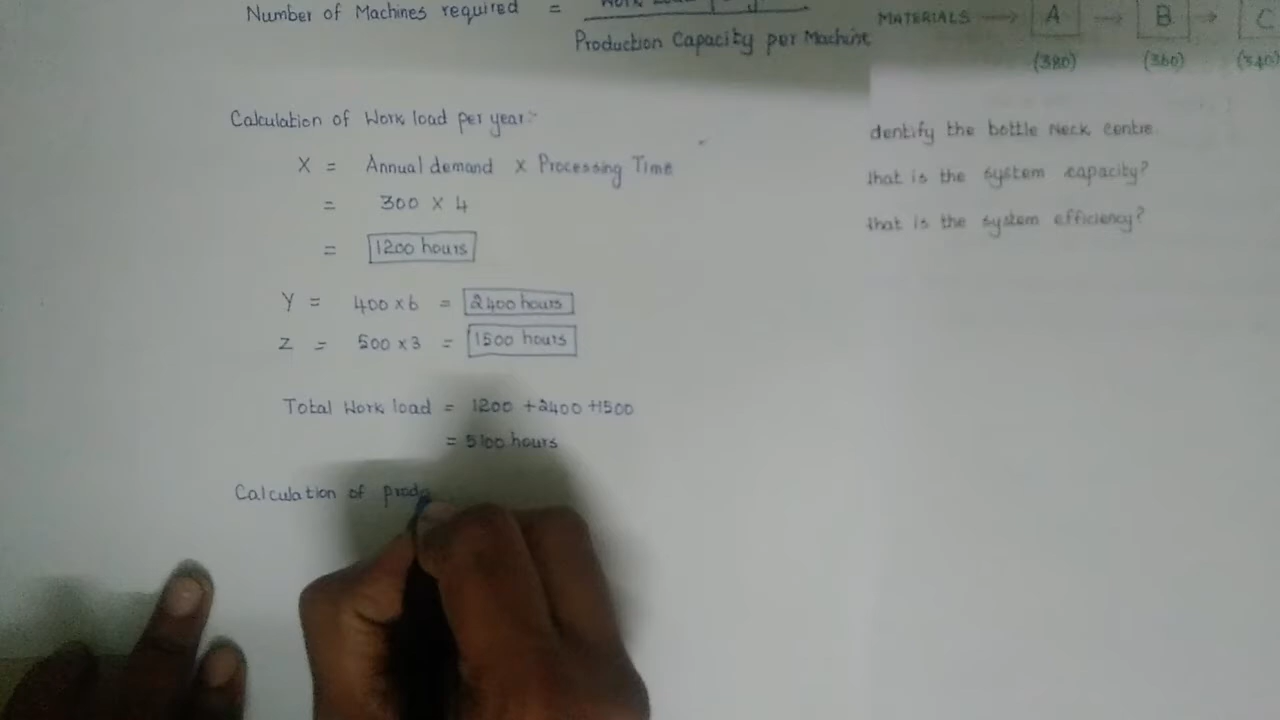 Number of Machines required =
Production Capacity per Machine
MATERIALS → A → B → C
(380) (360) (340)
Calculation of Work load per year:-
X = Annual demand x Processing Time
= 300 x 4
= 1200 hours
Y = 400 x 6 = 2400 hours
Z = 500 x 3 = 1500 hours
Total Work load = 1200 + 2400 + 1500
= 5100 hours
Calculation of prod
dentify the bottle Neck centre
hat is the system capacity?
hat is the system efficiency?